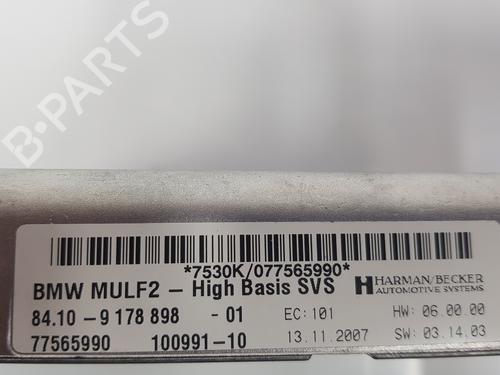 B-PARTS
*7530K/077565990*
BMW MULF2 – High Basis SVS HARMAN/BECKER
AUTOMOTIVE SYSTEMS
84.10 – 9 178 898 - 01 EC: 101 HW: 06.00.00
77565990 100991-10 13.11.2007 SW: 03.14.03